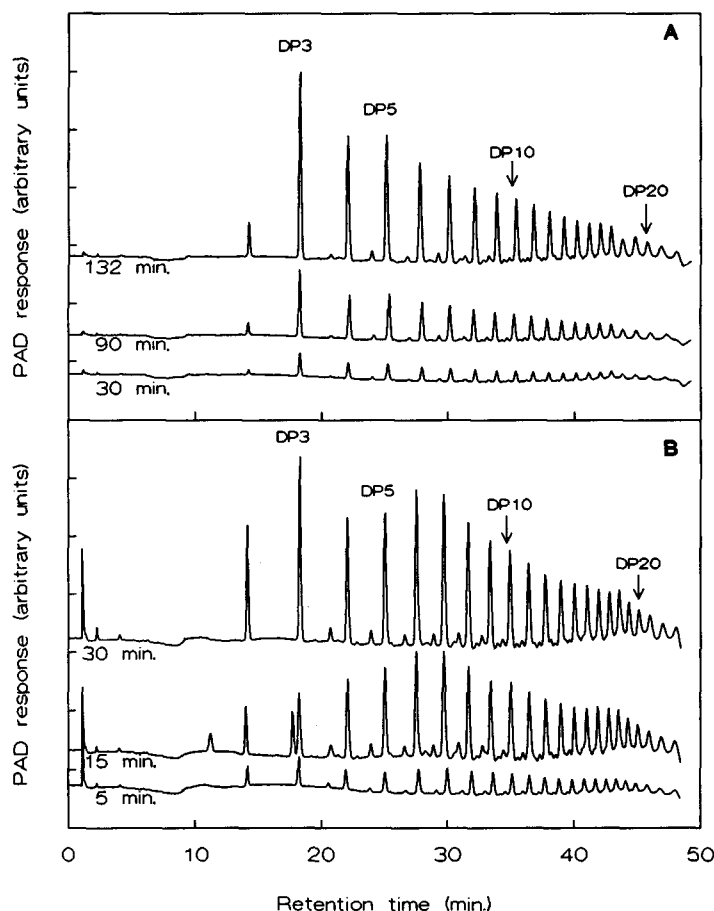 A
DP3
DP5
DP10
DP20
132 min.
90 min.
30 min.
PAD response (arbitrary units)
B
DP3
DP5
DP10
DP20
30 min.
15 min.
5 min.
PAD response (arbitrary units)
0 10 20 30 40 50
Retention time (min.)